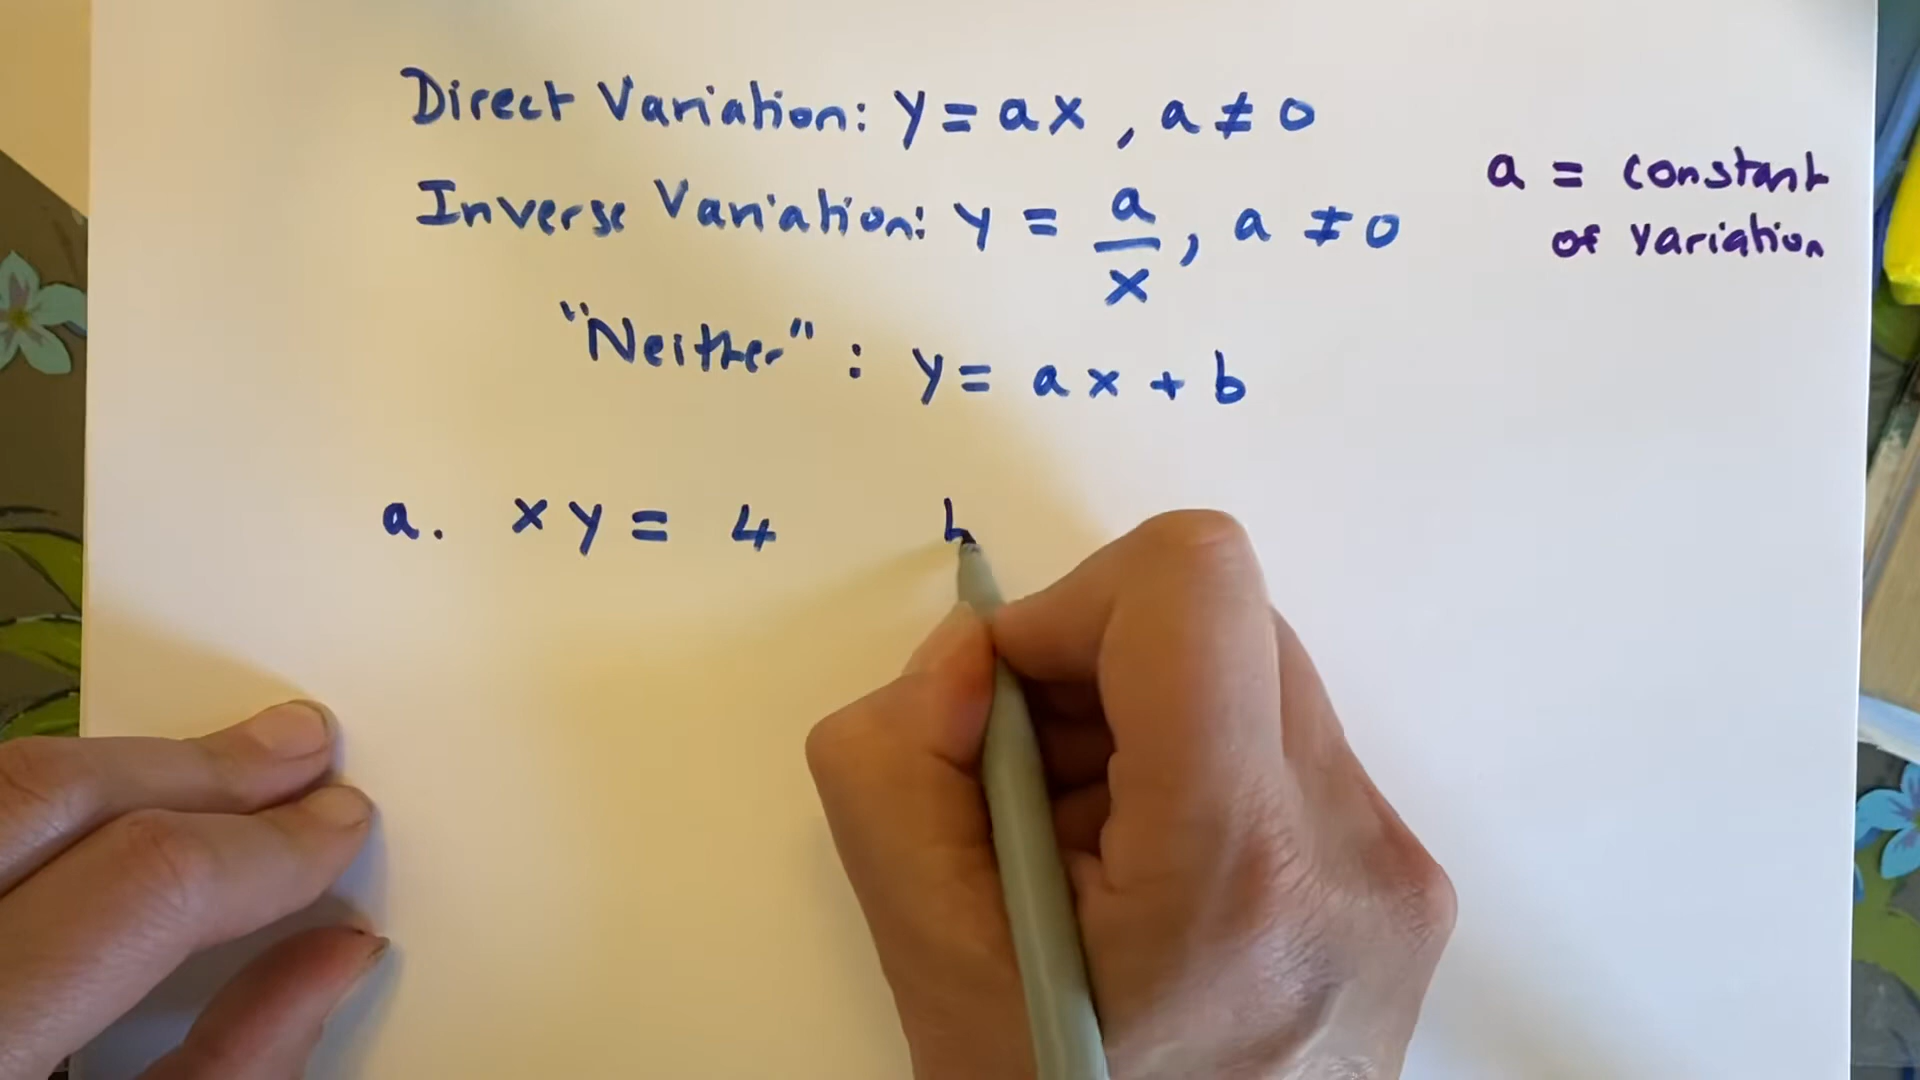 Direct Variation: y = ax, a ≠ 0
Inverse Variation: y = a/x, a ≠ 0
a = constant
of variation
"Neither": y = ax + b
a. xy = 4